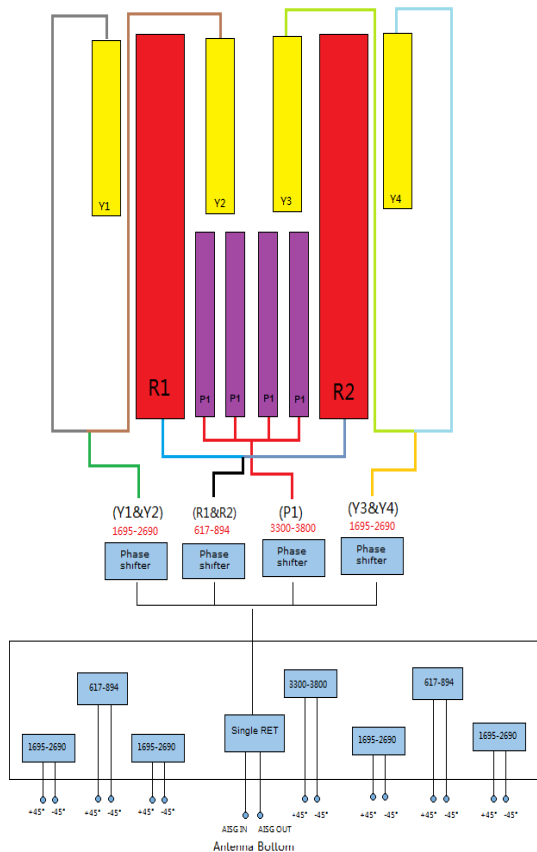 Y1
Y2
Y3
Y4
R1
P1
P1
P1
P1
R2
(Y1&Y2)
1695-2690
(R1&R2)
617-894
(P1)
3300-3800
(Y3&Y4)
1695-2690
Phase
shifter
Phase
shifter
Phase
shifter
Phase
shifter
617-894
3300-3800
617-894
1695-2690
1695-2690
Single RET
1695-2690
1695-2690
+45° -45°
+45° -45°
+45° -45°
+45° -45°
+45° -45°
+45° -45°
+45° -45°
AISG IN AISG OUT
Antenna Bottom